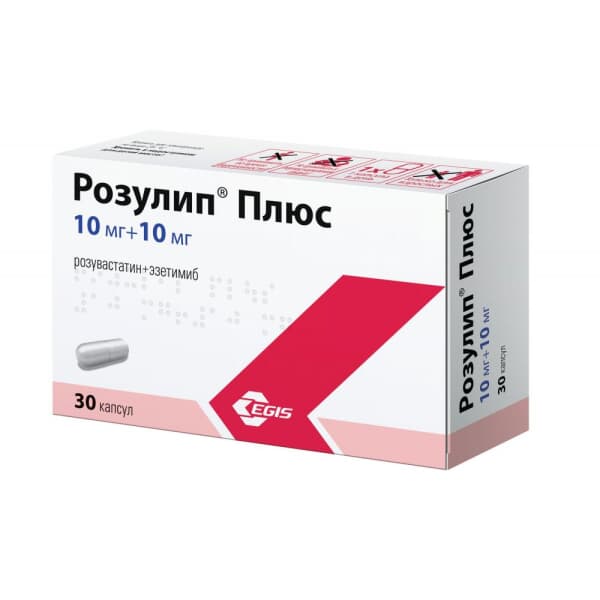 Розулип® Плюс
10 мг+10 мг
розувастатин+эзетимиб
30 капсул
EGIS
1x
Розулип® Плюс
10 мг+10 мг
30 капсул